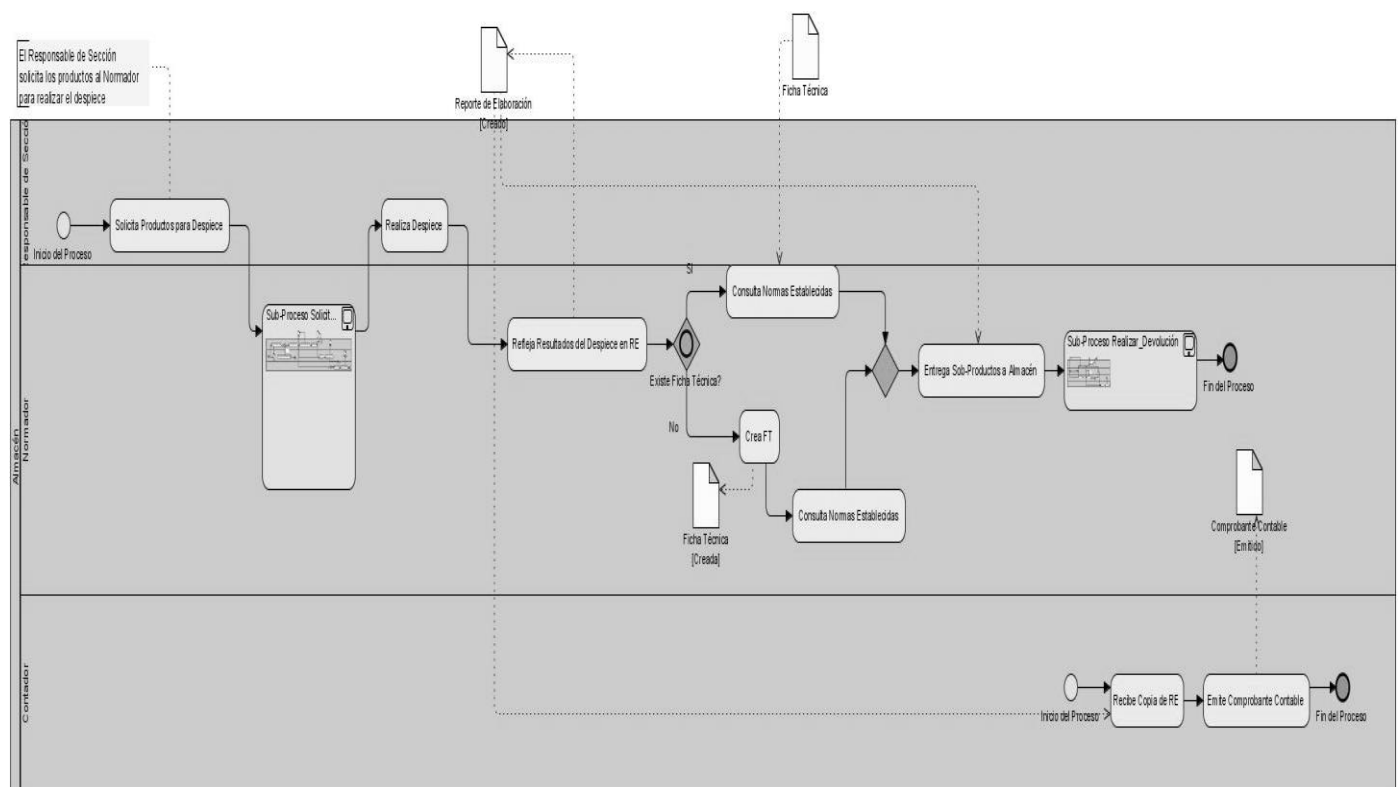 El Responsable de Sección
solicita los productos al Normador
para realizar el despiece
Reporte de Elaboración
[Creado]
Ficha Técnica
Almacén
esponsable de Secció
Solicita Productos para Despiece
Inicio del Proceso
Realiza Despiece
Normador
Sub-Proceso Solicit...
Refleja Resultados del Despiece en RE
Existe Ficha Técnica?
SI
Consulta Normas Establecidas
No
Crea FT
Ficha Técnica
[Creada]
Consulta Normas Establecidas
Entrega Sub-Productos a Almacén
Sub-Proceso Realizar_Devolución
Fin del Proceso
Comprobante Contable
[Emitido]
Contador
Inicio del Proceso
Recibe Copia de RE
Emite Comprobante Contable
Fin del Proceso